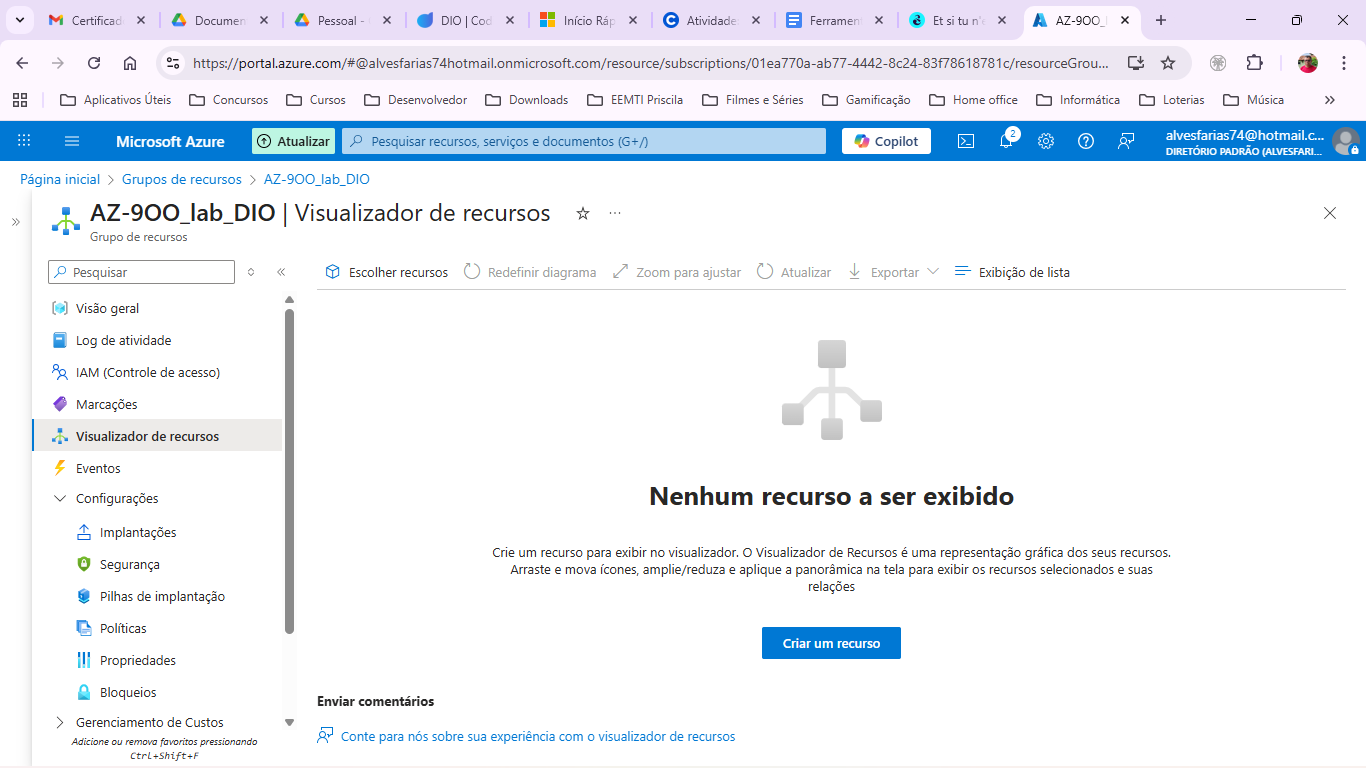 Certificado
Documen
Pessoal -
DIO | Cod
Início Ráp
Atividades
Ferrament
Et si tu n'e
AZ-9OO_l
https://portal.azure.com/#@alvesfarias74hotmail.onmicrosoft.com/resource/subscriptions/01ea770a-ab77-4442-8c24-83f78618781c/resourceGrou...
Aplicativos Úteis
Concursos
Cursos
Desenvolvedor
Downloads
EEMTI Priscila
Filmes e Séries
Gamificação
Home office
Informática
Loterias
Música
Microsoft Azure
Atualizar
Pesquisar recursos, serviços e documentos (G+/)
Copilot
2
alvesfarias74@hotmail.c...
DIRETÓRIO PADRÃO (ALVESFARI...
Página inicial > Grupos de recursos > AZ-9OO_lab_DIO
AZ-9OO_lab_DIO | Visualizador de recursos
Grupo de recursos
Pesquisar
Escolher recursos
Redefinir diagrama
Zoom para ajustar
Atualizar
Exportar
Exibição de lista
Visão geral
Log de atividade
IAM (Controle de acesso)
Marcações
Visualizador de recursos
Eventos
Configurações
Implantações
Segurança
Pilhas de implantação
Políticas
Propriedades
Bloqueios
Gerenciamento de Custos
Adicione ou remova favoritos pressionando
Ctrl+Shift+F
Nenhum recurso a ser exibido
Crie um recurso para exibir no visualizador. O Visualizador de Recursos é uma representação gráfica dos seus recursos.
Arraste e mova ícones, amplie/reduza e aplique a panorâmica na tela para exibir os recursos selecionados e suas
relações
Criar um recurso
Enviar comentários
Conte para nós sobre sua experiência com o visualizador de recursos